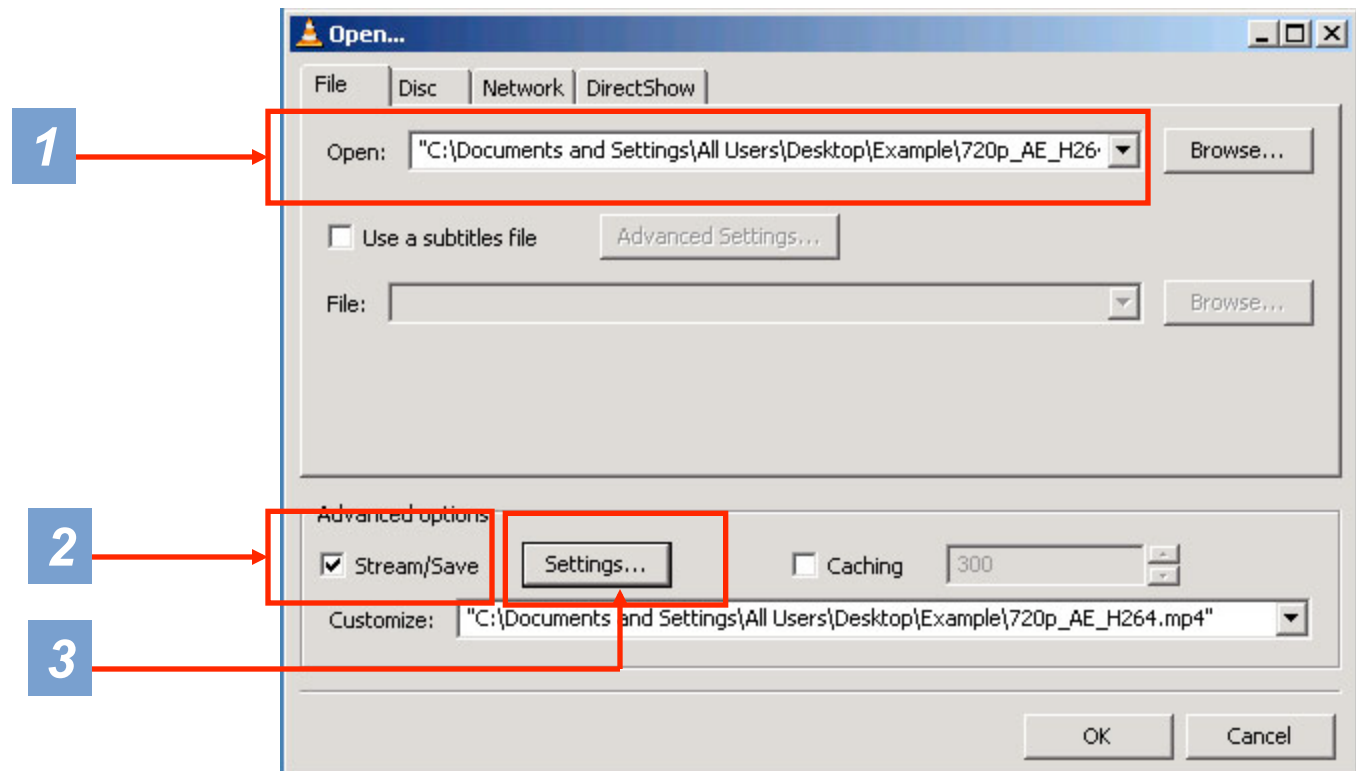 Open...
File Disc Network DirectShow
1
Open: "C:\Documents and Settings\All Users\Desktop\Example\720p_AE_H26 Browse...
Use a subtitles file Advanced Settings...
File: Browse...
Advanced options
2
Stream/Save Settings... Caching 300
Customize: "C:\Documents and Settings\All Users\Desktop\Example\720p_AE_H264.mp4"
3
OK Cancel